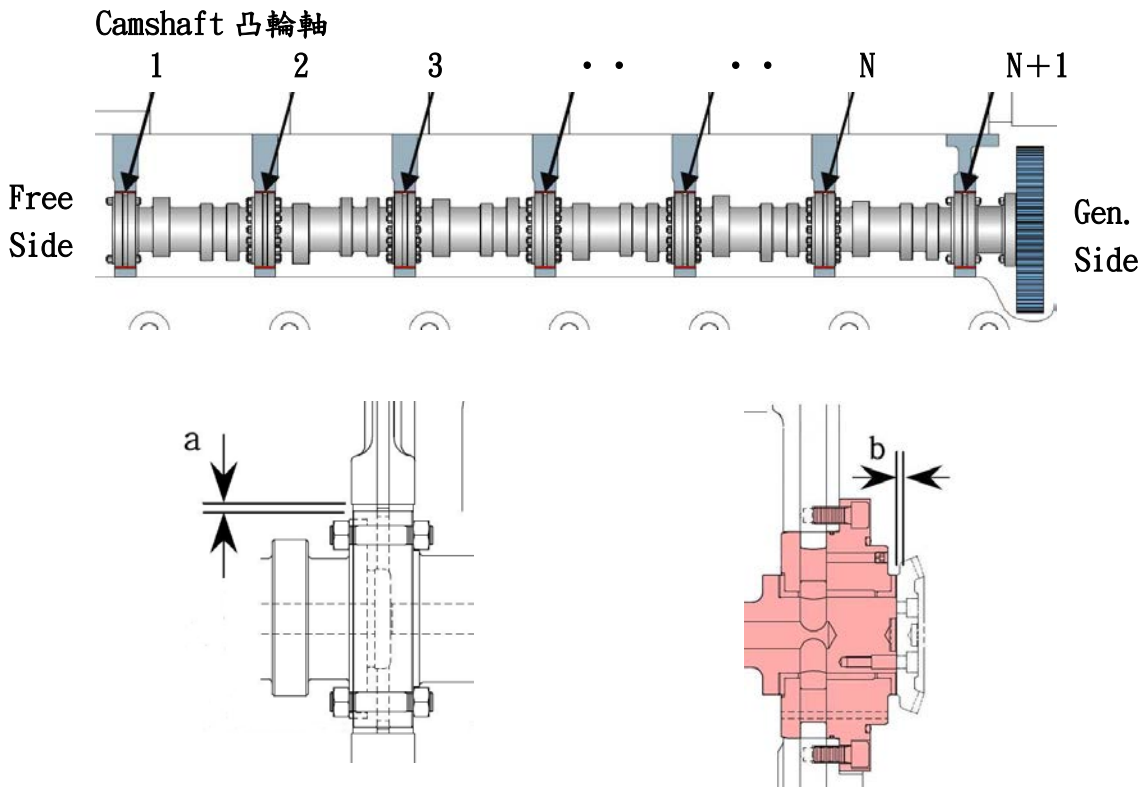 Camshaft 凸輪軸
1 2 3 ‥ ‥ N N+1
Free
Side
Gen.
Side
a
b